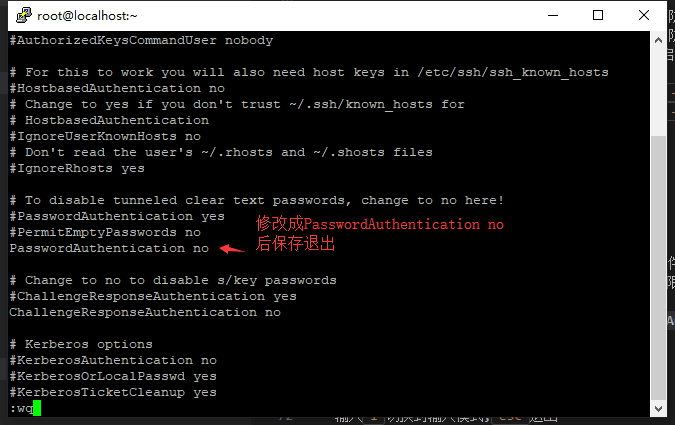 root@localhost:~
#AuthorizedKeysCommandUser nobody
# For this to work you will also need host keys in /etc/ssh/ssh_known_hosts
#HostbasedAuthentication no
# Change to yes if you don't trust ~/.ssh/known_hosts for
# HostbasedAuthentication
#IgnoreUserKnownHosts no
# Don't read the user's ~/.rhosts and ~/.shosts files
#IgnoreRhosts yes
# To disable tunneled clear text passwords, change to no here!
#PasswordAuthentication yes
#PermitEmptyPasswords no
PasswordAuthentication no
修改成PasswordAuthentication no
后保存退出
# Change to no to disable s/key passwords
#ChallengeResponseAuthentication yes
ChallengeResponseAuthentication no
# Kerberos options
#KerberosAuthentication no
#KerberosOrLocalPasswd yes
#KerberosTicketCleanup yes
:wq